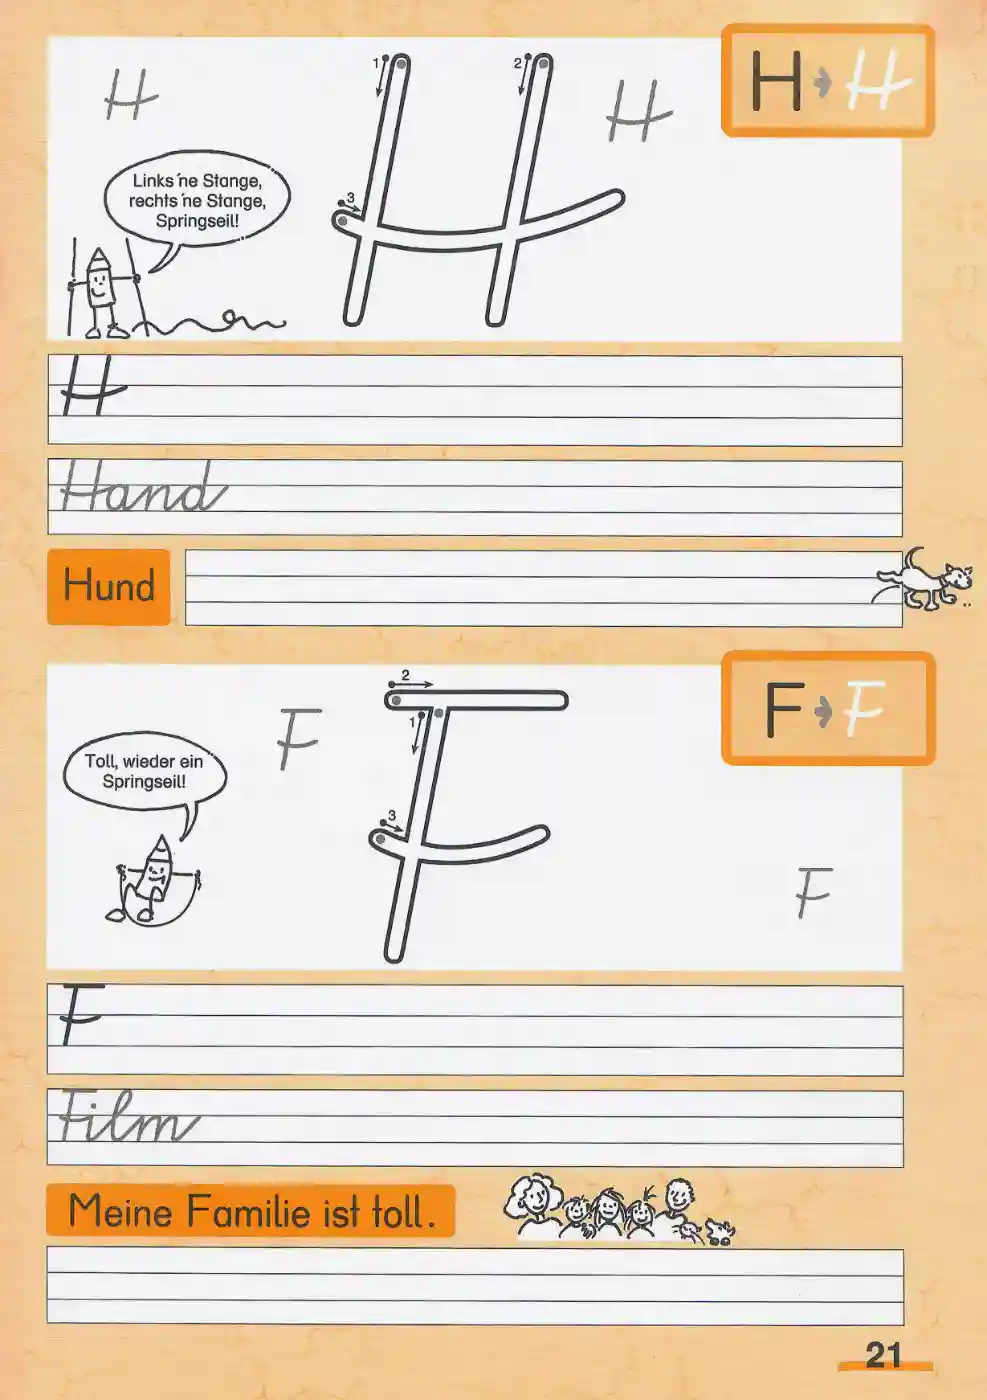 H
1
2
H
H H
Links 'ne Stange,
rechts 'ne Stange,
Springseil!
3
H
Hand
Hund
2
F
1
F F
Toll, wieder ein
Springseil!
3
F
F
Film
Meine Familie ist toll.
21